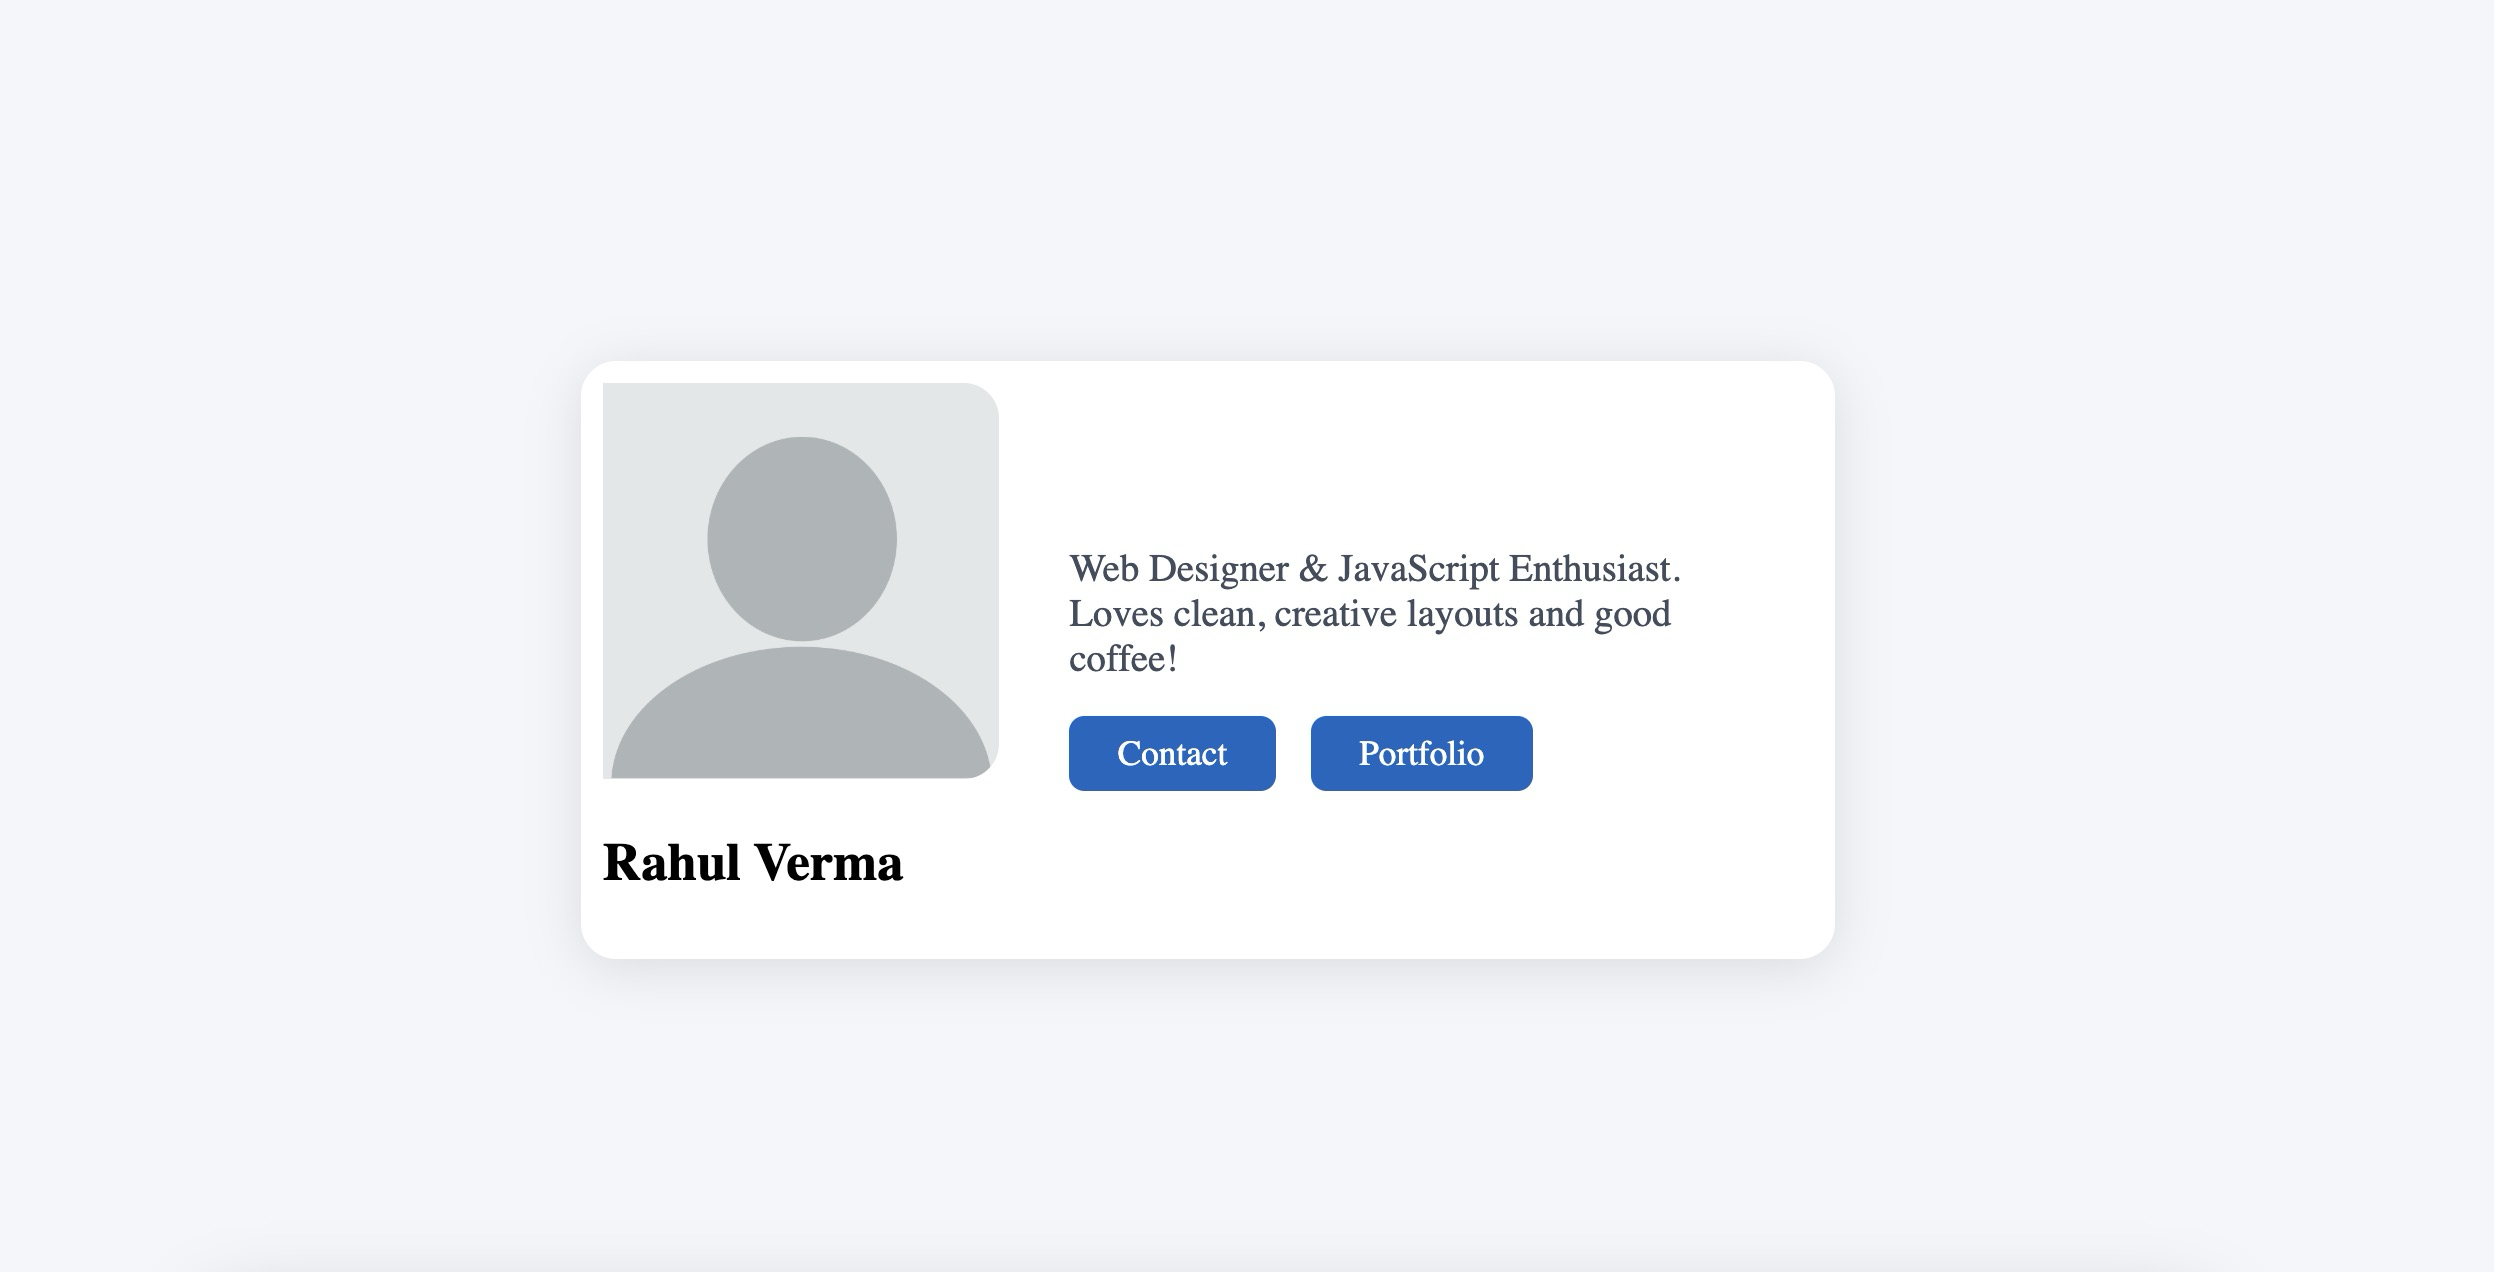 Rahul Verma
Web Designer & JavaScript Enthusiast.
Loves clean, creative layouts and good
coffee!
Contact
Portfolio